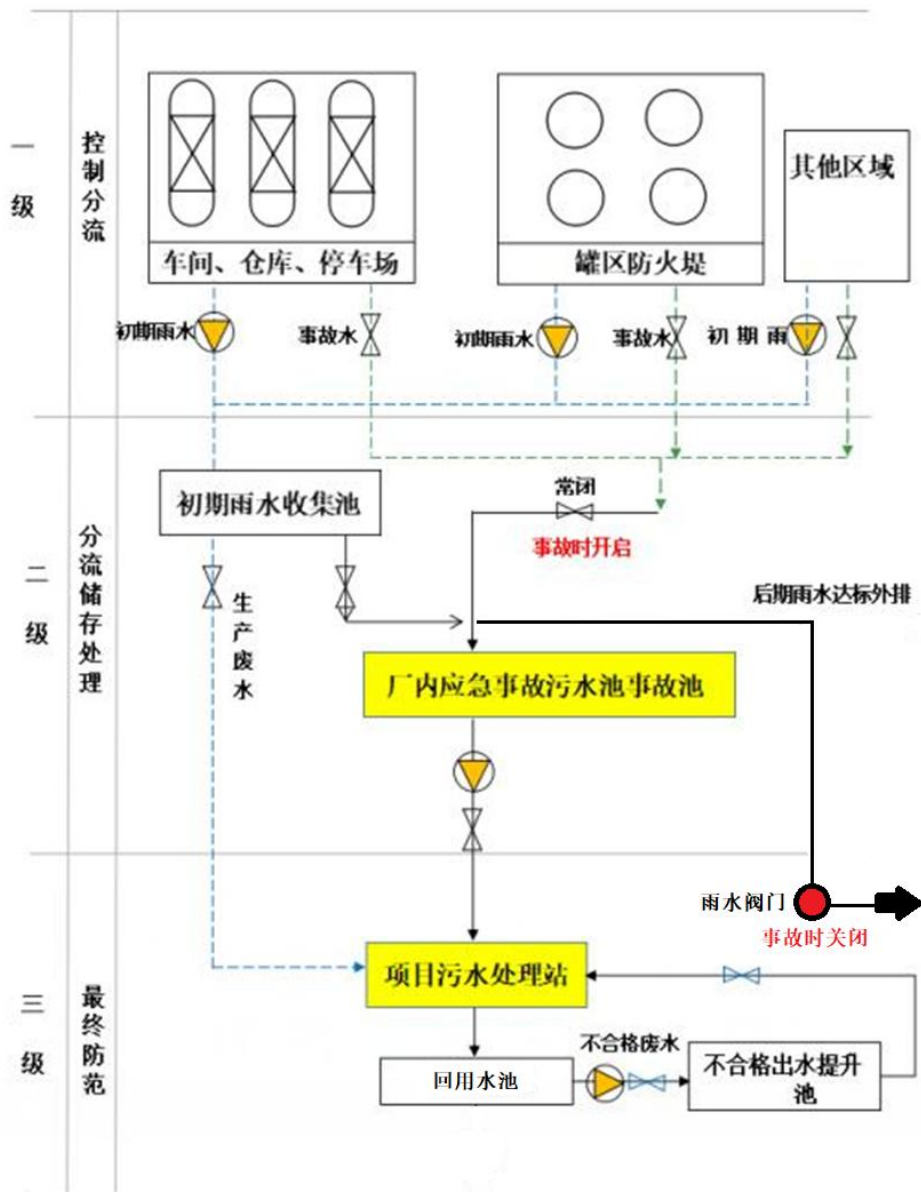 一级
控制分流
车间、仓库、停车场
罐区防火堤
其他区域
初期雨水
事故水
初期雨水
事故水
初期雨
二级
分流储存处理
初期雨水收集池
常闭
事故时开启
生产废水
后期雨水达标外排
厂内应急事故污水池事故池
三级
最终防范
雨水阀门
事故时关闭
项目污水处理站
回用水池
不合格废水
不合格出水提升
池